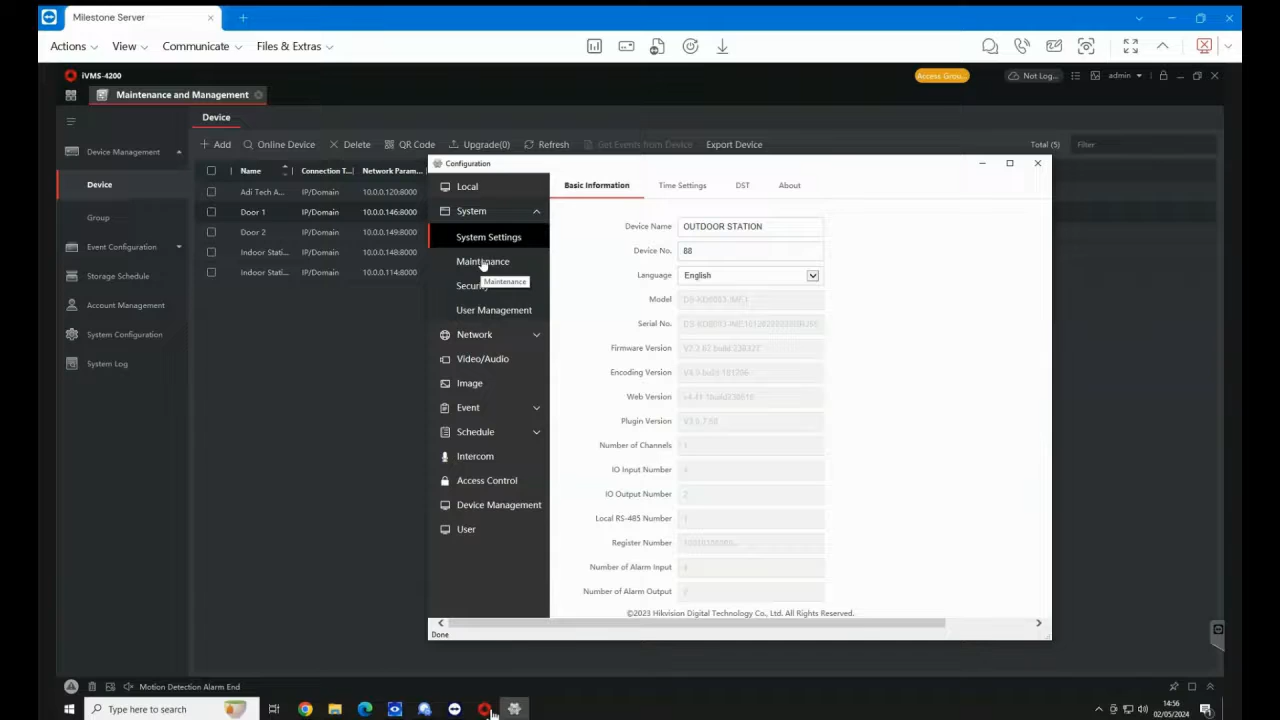 Milestone Server
Actions View Communicate Files & Extras
iVMS-4200 Access Grou... Not Log... admin
Maintenance and Management
Device
Add Online Device Delete QR Code Upgrade(0) Refresh Get Events from Device Export Device Total (5) Filter
Device Management
Device
Group
Event Configuration
Storage Schedule
Account Management
System Configuration
System Log
Name Connection T... Network Param...
Adi Tech A... IP/Domain 10.0.0.120:8000
Door 1 IP/Domain 10.0.0.146:8000
Door 2 IP/Domain 10.0.0.149:8000
Indoor Stati... IP/Domain 10.0.0.148:8000
Indoor Stati... IP/Domain 10.0.0.114:8000
Configuration
Local
System
System Settings
Maintenance
Maintenance
User Management
Network
Video/Audio
Image
Event
Schedule
Intercom
Access Control
Device Management
User
Basic Information Time Settings DST About
Device Name OUTDOOR STATION
Device No. 88
Language English
Model
Serial No.
Firmware Version
Encoding Version
Web Version
Plugin Version
Number of Channels
IO Input Number
IO Output Number 2
Local RS-485 Number
Register Number
Number of Alarm Input
Number of Alarm Output
©2023 Hikvision Digital Technology Co., Ltd. All Rights Reserved.
Done
Motion Detection Alarm End
Type here to search
14:56
02/05/2024